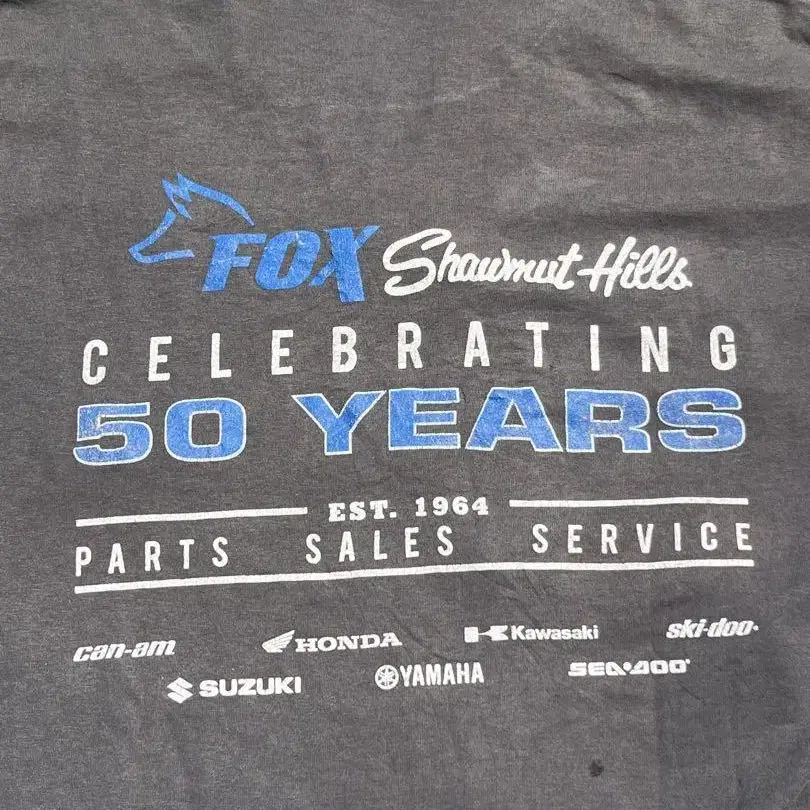 FOX Shawmut Hills
CELEBRATING
50 YEARS
EST. 1964
PARTS SALES SERVICE
can-am HONDA Kawasaki ski-doo
SUZUKI YAMAHA SEA•DOO